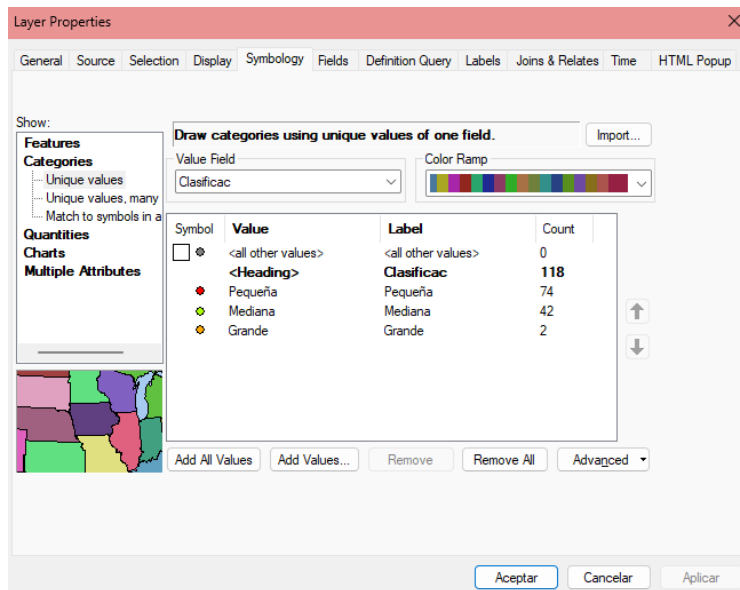 Layer Properties
General Source Selection Display Symbology Fields Definition Query Labels Joins & Relates Time HTML Popup
Show:
Features
Categories
Unique values
Unique values, many
Match to symbols in a
Quantities
Charts
Multiple Attributes
Draw categories using unique values of one field.
Import...
Value Field
Clasificac
Color Ramp
Symbol Value Label Count
<all other values> <all other values> 0
<Heading> Clasificac 118
Pequeña Pequeña 74
Mediana Mediana 42
Grande Grande 2
Add All Values Add Values... Remove Remove All Advanced
Aceptar Cancelar Aplicar